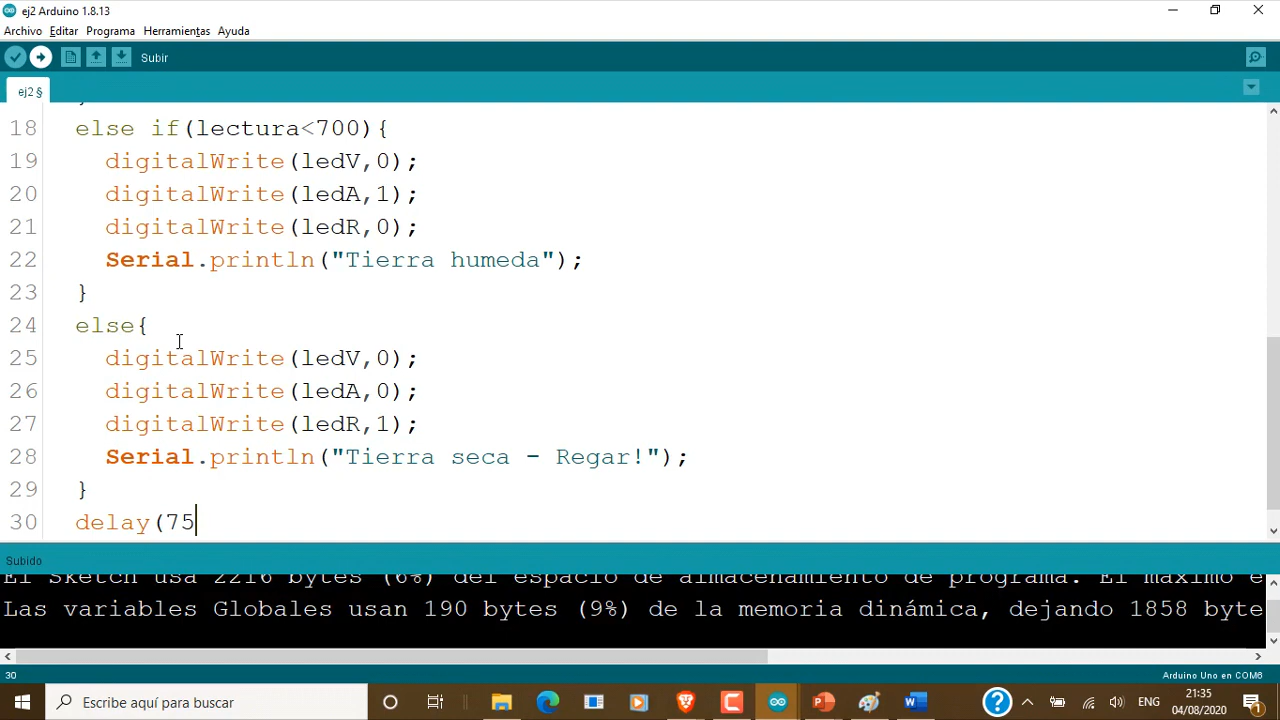 ej2 Arduino 1.8.13
Archivo Editar Programa Herramientas Ayuda
Subir
ej2 §
18 else if(lectura<700){
19 digitalWrite(ledV,0);
20 digitalWrite(ledA,1);
21 digitalWrite(ledR,0);
22 Serial.println("Tierra humeda");
23 }
24 else{
25 digitalWrite(ledV,0);
26 digitalWrite(ledA,0);
27 digitalWrite(ledR,1);
28 Serial.println("Tierra seca - Regar!");
29 }
30 delay(75
Subido
El Sketch usa 2216 bytes (6%) del espacio de almacenamiento de programa. El máximo e
Las variables Globales usan 190 bytes (9%) de la memoria dinámica, dejando 1858 byte
30
Arduino Uno en COM6
Escribe aquí para buscar
ENG
21:35
04/08/2020
1